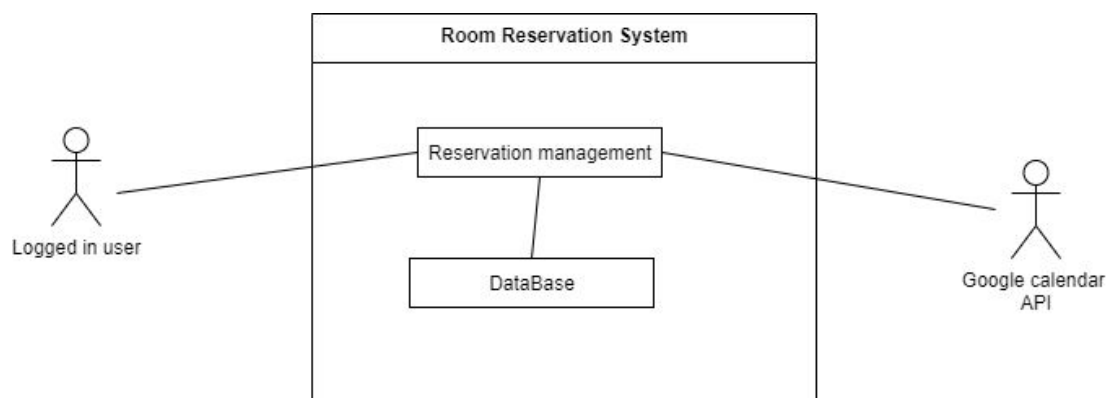 Room Reservation System
Reservation management
Logged in user
DataBase
Google calendar
API